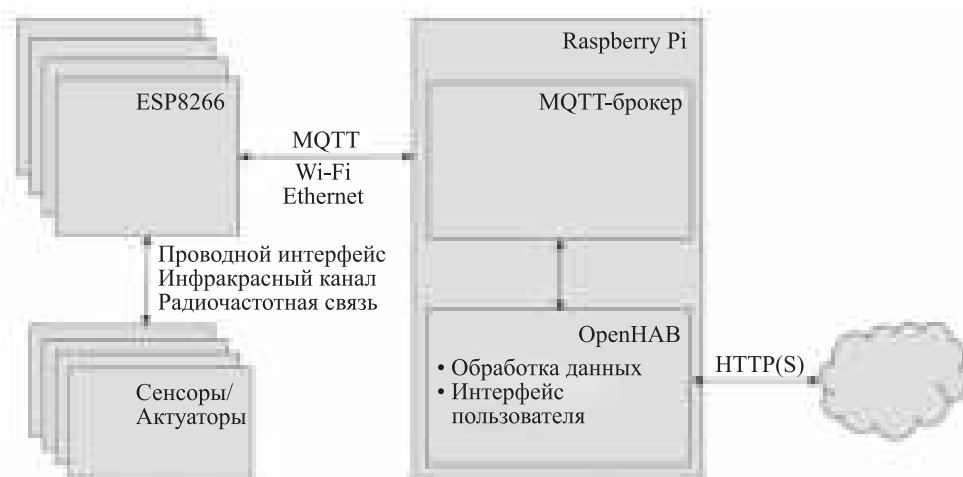 ESP8266
MQTT
Wi-Fi
Ethernet
Проводной интерфейс
Инфракрасный канал
Радиочастотная связь
Сенсоры/
Актуаторы
Raspberry Pi
MQTT-брокер
OpenHAB
• Обработка данных
• Интерфейс
пользователя
HTTP(S)